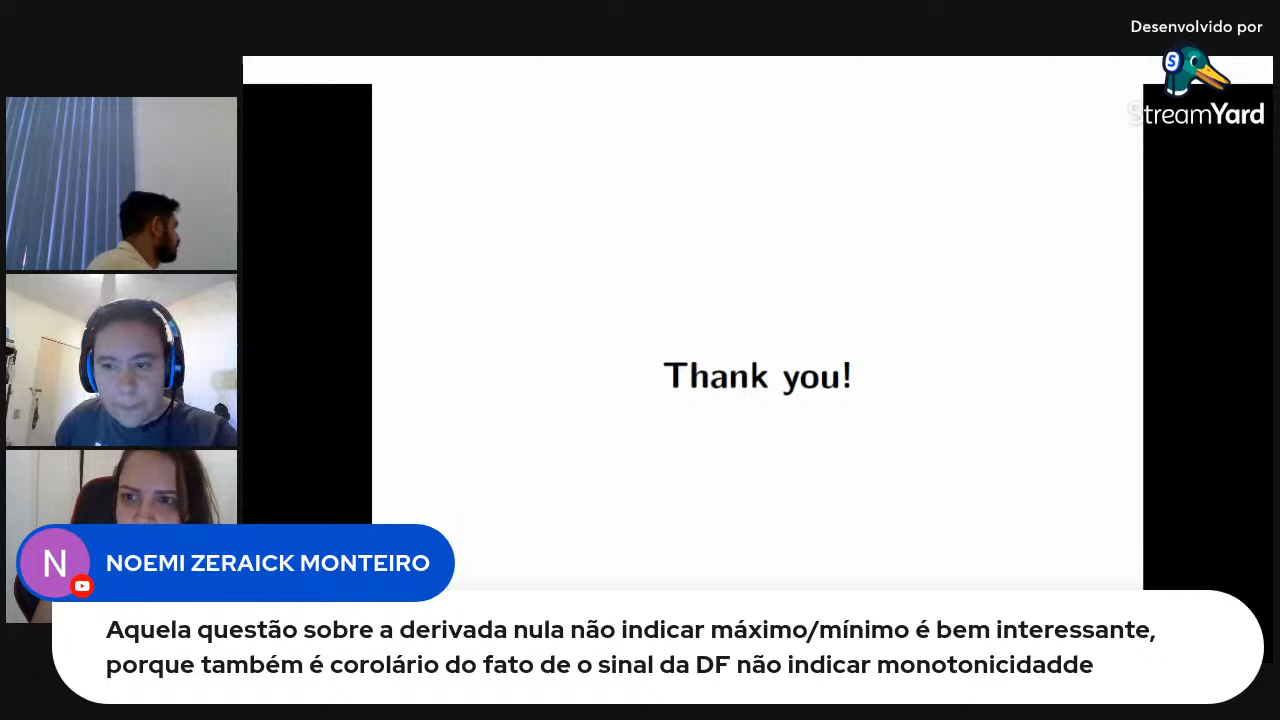 Desenvolvido por
S
StreamYard
Thank you!
N
NOEMI ZERAICK MONTEIRO
Aquela questão sobre a derivada nula não indicar máximo/mínimo é bem interessante,
porque também é corolário do fato de o sinal da DF não indicar monotonicidadde